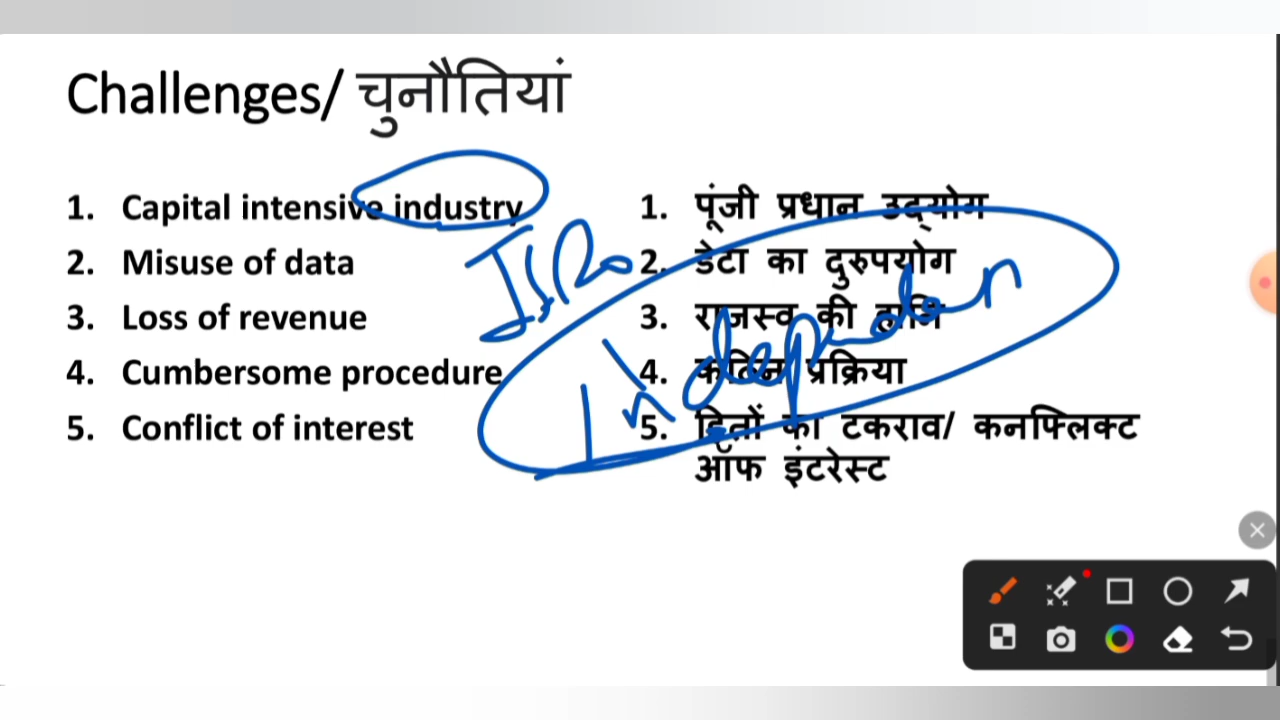 Challenges/ चुनौतियां
1. Capital intensive industry
2. Misuse of data
3. Loss of revenue
4. Cumbersome procedure
5. Conflict of interest
1. पूंजी प्रधान उद्योग
2. डेटा का दुरुपयोग
3. राजस्व की हानि
4. कठिन प्रक्रिया
5. हितों का टकराव/ कनफ्लिक्ट
ऑफ इंटरेस्ट
ISRO
Independen